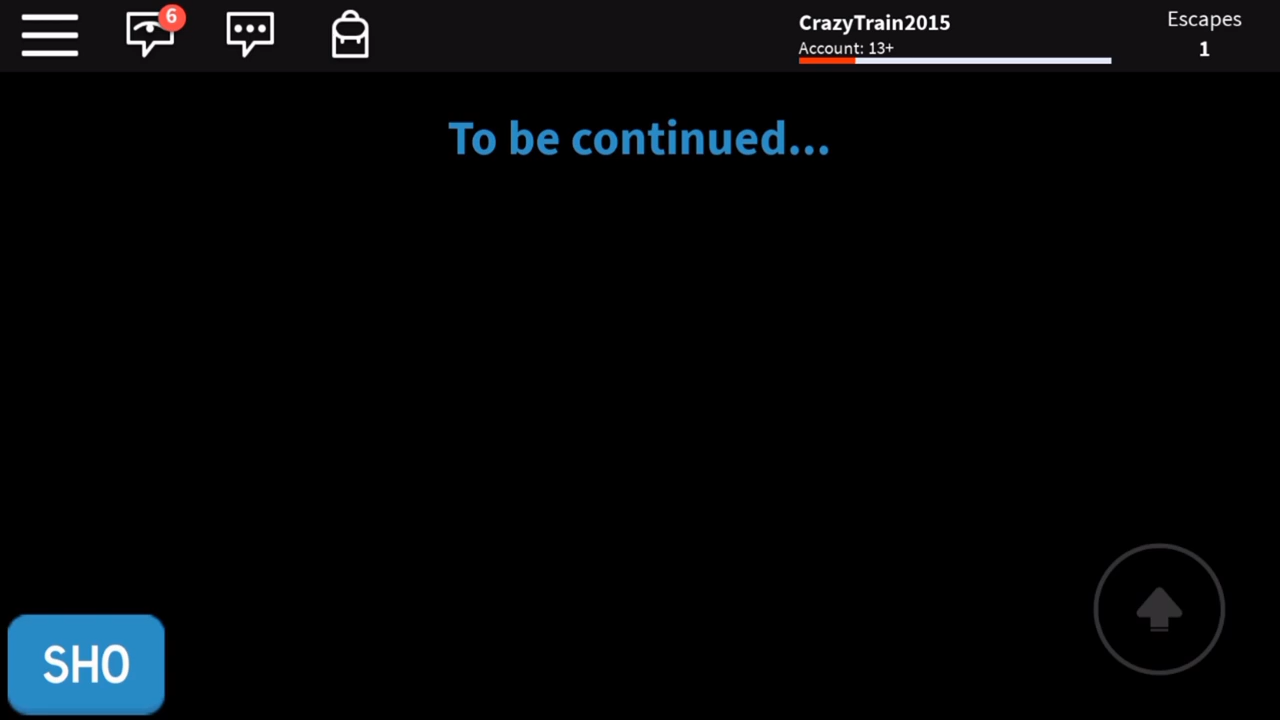 6
CrazyTrain2015
Account: 13+
Escapes
1
To be continued...
SHO